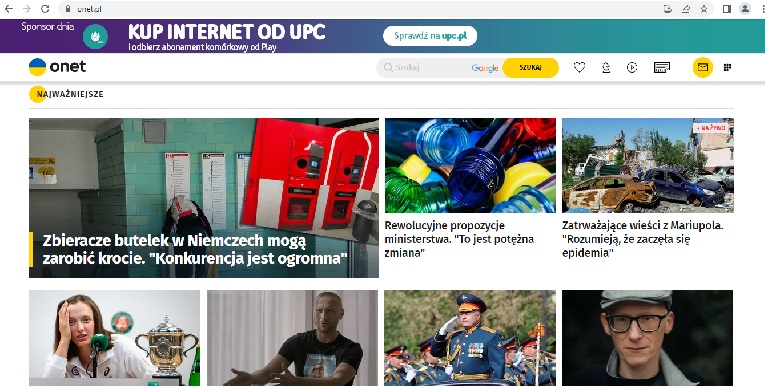 onet.pl
Sponsor dnia
KUP INTERNET OD UPC
I odbierz abonament komórkowy od Play
Sprawdź na upc.pl
onet
Szukaj
Google
SZUKAJ
NAJWAŻNIEJSZE
• NA ŻYWO
Zbieracze butelek w Niemczech mogą
zarobić krocie. "Konkurencja jest ogromna"
Rewolucyjne propozycje
ministerstwa. "To jest potężna
zmiana"
Zatrważające wieści z Mariupola.
"Rozumieją, że zaczęła się
epidemia"